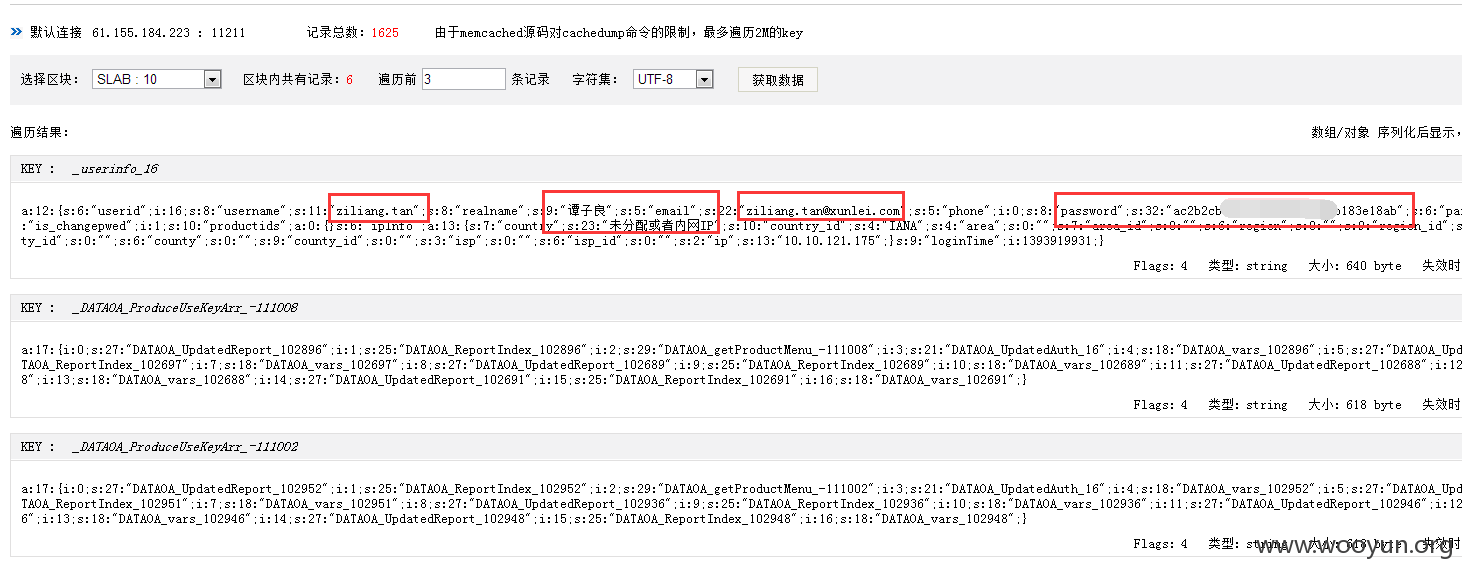 » 默认连接 61.155.184.223 : 11211 记录总数：1625 由于memcached源码对cachedump命令的限制，最多遍历2M的key
选择区块： SLAB : 10 区块内共有记录：6 遍历前 3 条记录 字符集： UTF-8 获取数据
遍历结果： 数组/对象 序列化后显示，
KEY : _userinfo_16
a:12:{s:6:"userid";i:16;s:8:"username";s:11:"ziliang.tan";s:8:"realname";s:9:"谭子良";s:5:"email";s:22:"ziliang.tan@xunlei.com";s:5:"phone";i:0;s:8:"password";s:32:"ac2b2cb b183e18ab";s:6:"pa
:"is_changepwed";i:1;s:10:"productids";a:0:{}s:6:"ipInfo";a:13:{s:7:"country";s:23:"未分配或者内网IP";s:10:"country_id";s:4:"IANA";s:4:"area";s:0:"";s:7:"area_id";s:0:"";s:6:"region";s:0:"";s:9:"region_id";s
ty_id";s:0:"";s:6:"county";s:0:"";s:9:"county_id";s:0:"";s:3:"isp";s:0:"";s:6:"isp_id";s:0:"";s:2:"ip";s:13:"10.10.121.175";}s:9:"loginTime";i:1393919931;}
Flags: 4 类型: string 大小: 640 byte 失效时
KEY : _DATAOA_ProduceUseKeyArr_-111008
a:17:{i:0;s:27:"DATAOA_UpdatedReport_102896";i:1;s:25:"DATAOA_ReportIndex_102896";i:2;s:29:"DATAOA_getProductMenu_-111008";i:3;s:21:"DATAOA_UpdatedAuth_16";i:4;s:18:"DATAOA_vars_102896";i:5;s:27:"DATAOA_Upd
TAOA_ReportIndex_102697";i:7;s:18:"DATAOA_vars_102697";i:8;s:27:"DATAOA_UpdatedReport_102689";i:9;s:25:"DATAOA_ReportIndex_102689";i:10;s:18:"DATAOA_vars_102689";i:11;s:27:"DATAOA_UpdatedReport_102688";i:12
8";i:13;s:18:"DATAOA_vars_102688";i:14;s:27:"DATAOA_UpdatedReport_102691";i:15;s:25:"DATAOA_ReportIndex_102691";i:16;s:18:"DATAOA_vars_102691";}
Flags: 4 类型: string 大小: 618 byte 失效时
KEY : _DATAOA_ProduceUseKeyArr_-111002
a:17:{i:0;s:27:"DATAOA_UpdatedReport_102952";i:1;s:25:"DATAOA_ReportIndex_102952";i:2;s:29:"DATAOA_getProductMenu_-111002";i:3;s:21:"DATAOA_UpdatedAuth_16";i:4;s:18:"DATAOA_vars_102952";i:5;s:27:"DATAOA_Upd
TAOA_ReportIndex_102951";i:7;s:18:"DATAOA_vars_102951";i:8;s:27:"DATAOA_UpdatedReport_102936";i:9;s:25:"DATAOA_ReportIndex_102936";i:10;s:18:"DATAOA_vars_102936";i:11;s:27:"DATAOA_UpdatedReport_102946";i:12
6";i:13;s:18:"DATAOA_vars_102946";i:14;s:27:"DATAOA_UpdatedReport_102948";i:15;s:25:"DATAOA_ReportIndex_102948";i:16;s:18:"DATAOA_vars_102948";}
Flags: 4 类型: string 大小: 618 byte 失效时
www.wooyun.org